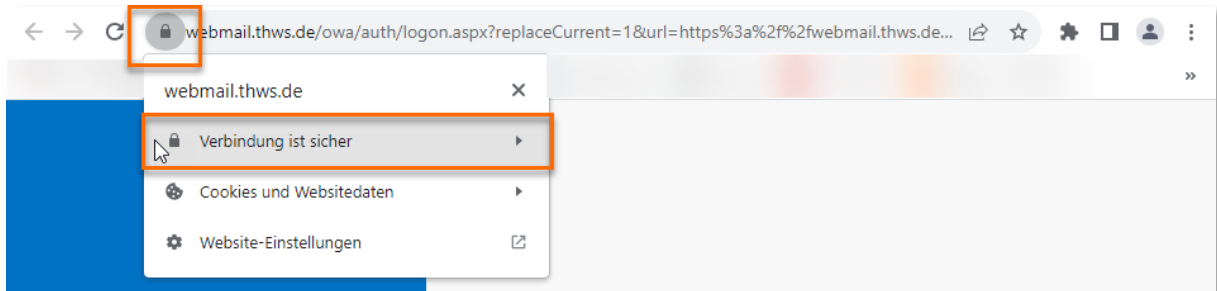 webmail.thws.de/owa/auth/logon.aspx?replaceCurrent=1&url=https%3a%2f%2fwebmail.thws.de...
webmail.thws.de
Verbindung ist sicher
Cookies und Websitedaten
Website-Einstellungen